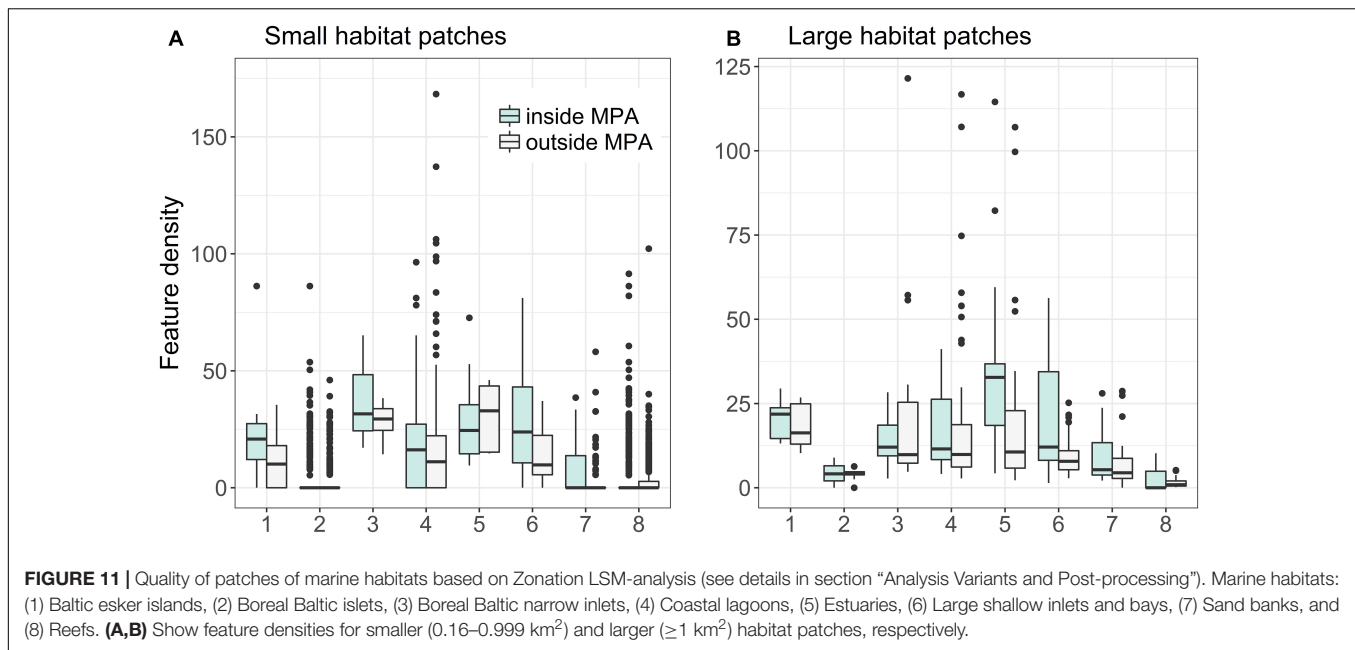 A Small habitat patches
inside MPA
outside MPA
Feature density
150
100
50
0
1 2 3 4 5 6 7 8
B Large habitat patches
125
100
75
50
25
0
1 2 3 4 5 6 7 8
FIGURE 11 | Quality of patches of marine habitats based on Zonation LSM-analysis (see details in section “Analysis Variants and Post-processing”). Marine habitats:
(1) Baltic esker islands, (2) Boreal Baltic islets, (3) Boreal Baltic narrow inlets, (4) Coastal lagoons, (5) Estuaries, (6) Large shallow inlets and bays, (7) Sand banks, and
(8) Reefs. (A,B) Show feature densities for smaller (0.16–0.999 km²) and larger (≥1 km²) habitat patches, respectively.